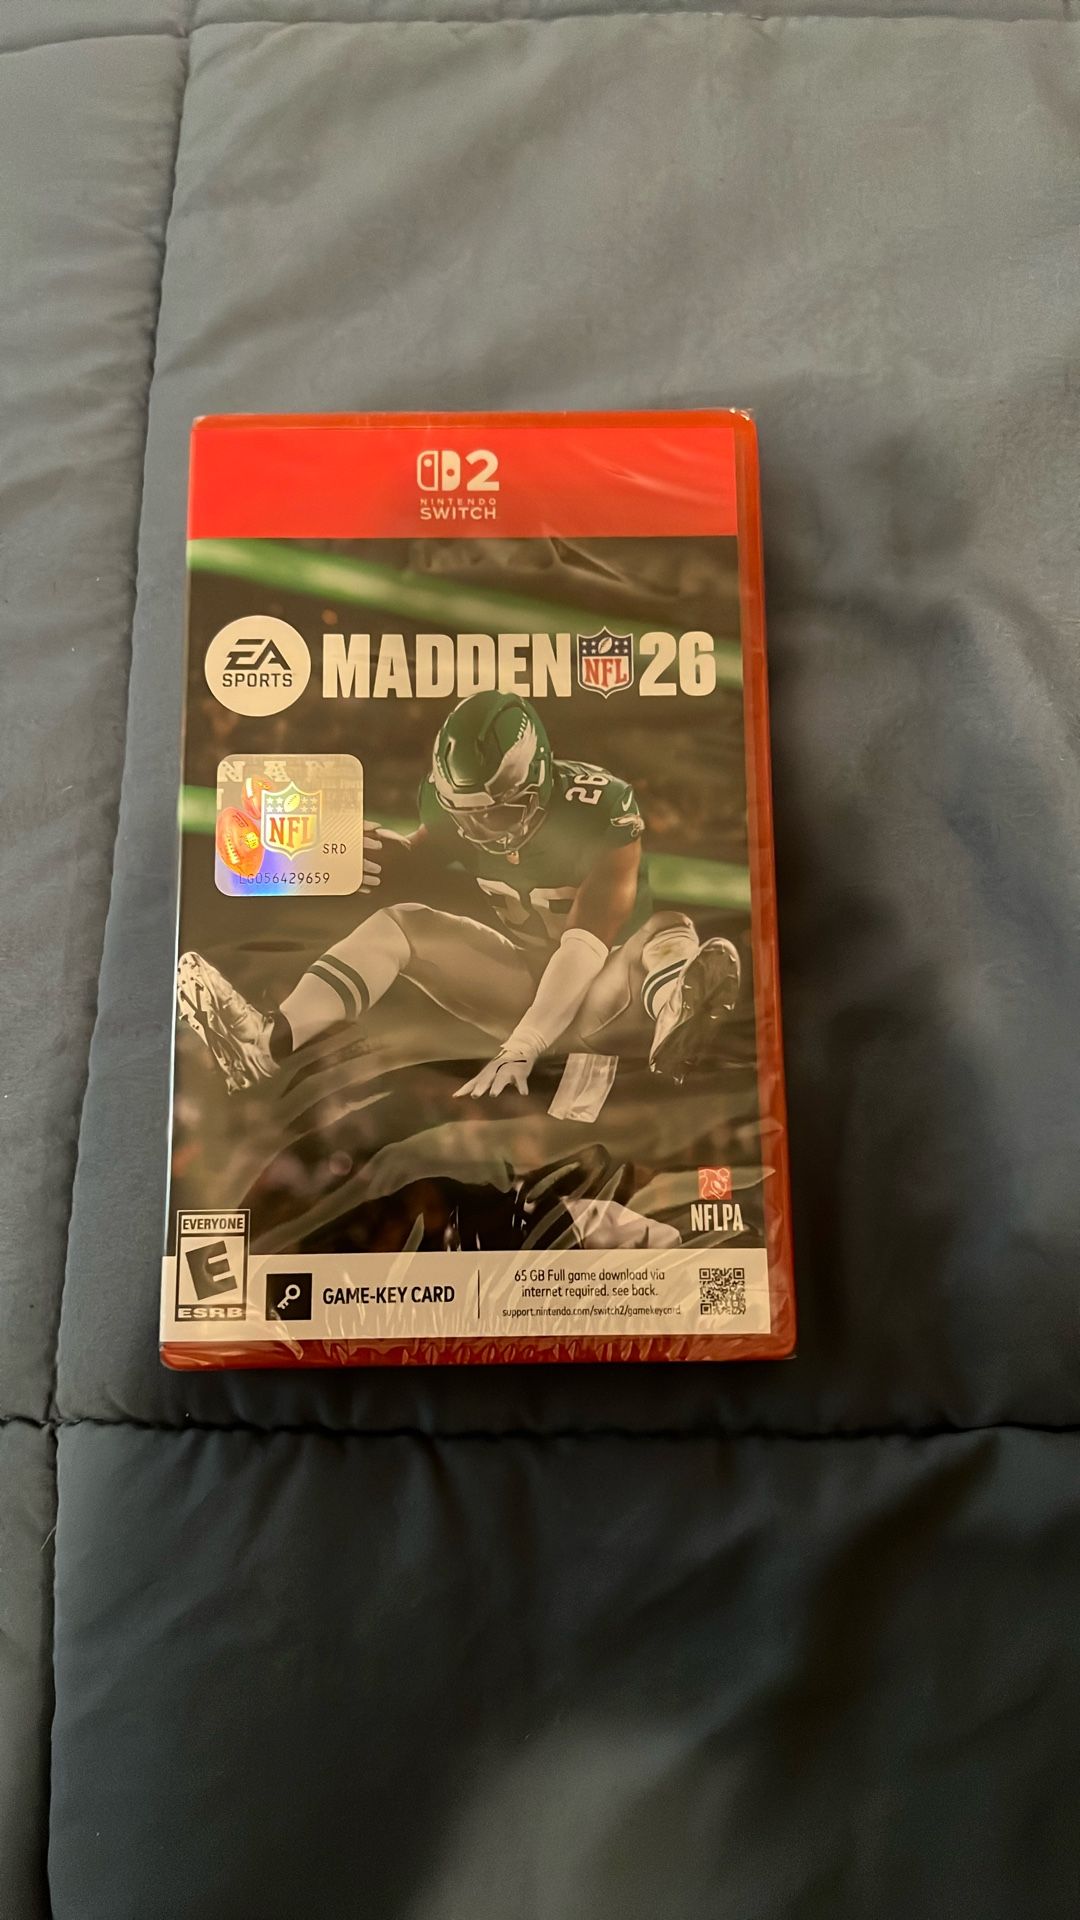 2
NINTENDO
SWITCH
EA
SPORTS
MADDEN NFL 26
26
NFL
SRD
LG056429659
NFLPA
EVERYONE
E
ESRB
GAME-KEY CARD
65 GB Full game download via
internet required. see back.
support.nintendo.com/switch2/gamekeycard